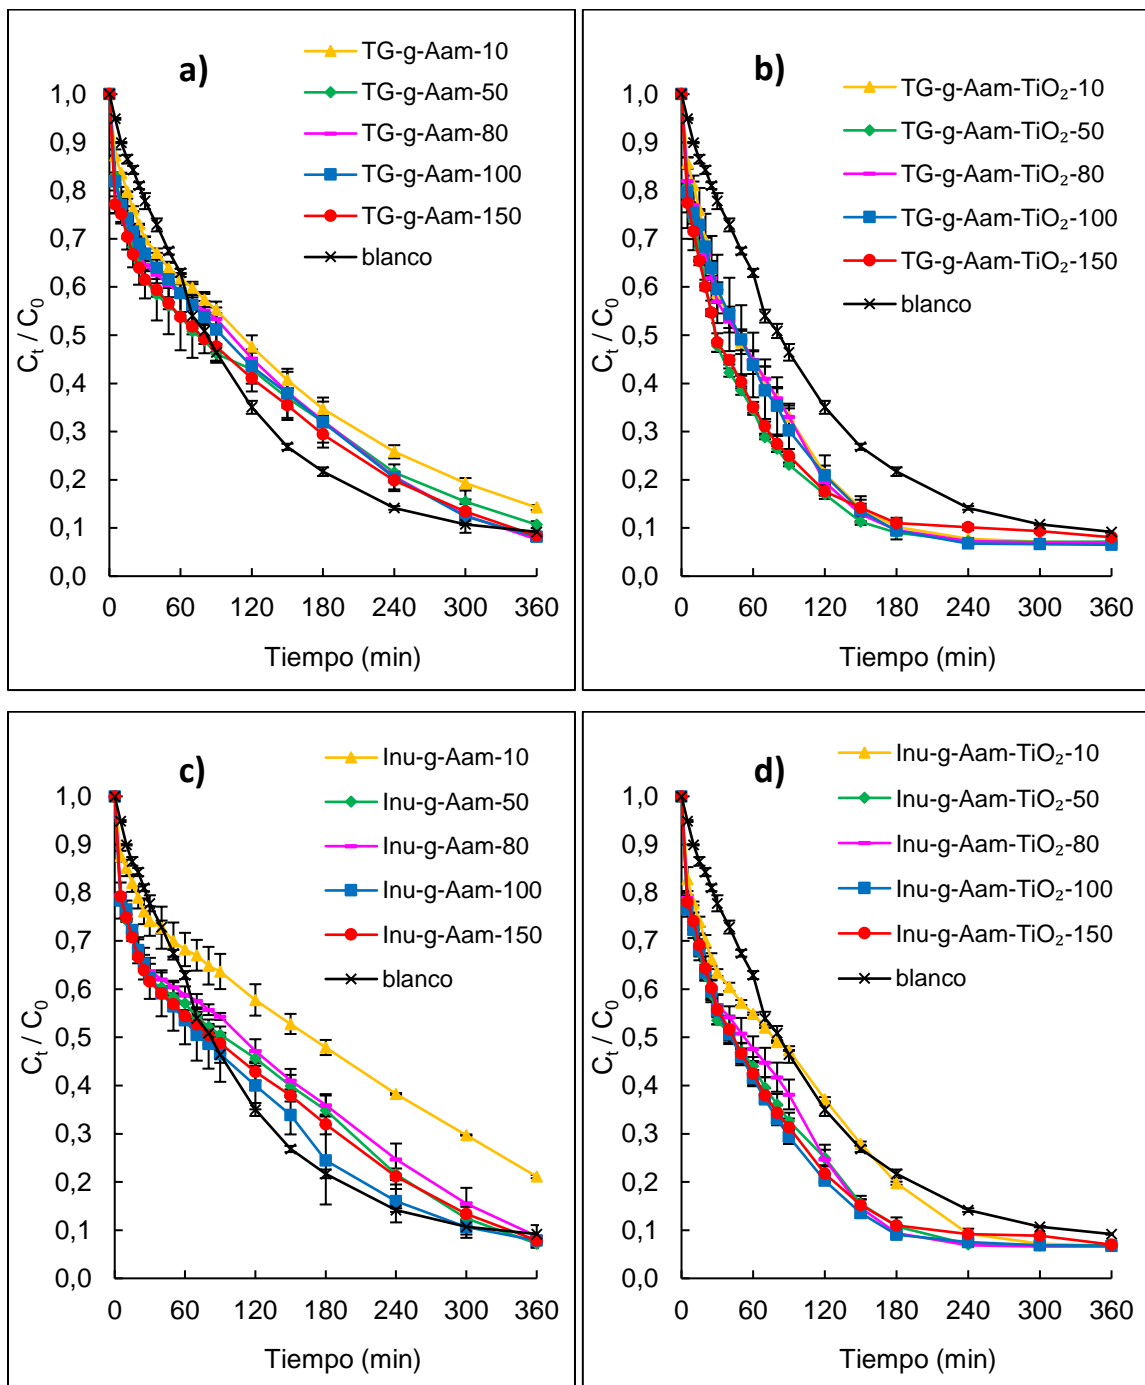 a)
TG-g-Aam-10
TG-g-Aam-50
TG-g-Aam-80
TG-g-Aam-100
TG-g-Aam-150
blanco
1,0
0,9
0,8
0,7
0,6
0,5
0,4
0,3
0,2
0,1
0,0
Cₜ / C₀
0 60 120 180 240 300 360
Tiempo (min)
b)
TG-g-Aam-TiO₂-10
TG-g-Aam-TiO₂-50
TG-g-Aam-TiO₂-80
TG-g-Aam-TiO₂-100
TG-g-Aam-TiO₂-150
blanco
1,0
0,9
0,8
0,7
0,6
0,5
0,4
0,3
0,2
0,1
0,0
Cₜ / C₀
0 60 120 180 240 300 360
Tiempo (min)
c)
Inu-g-Aam-10
Inu-g-Aam-50
Inu-g-Aam-80
Inu-g-Aam-100
Inu-g-Aam-150
blanco
1,0
0,9
0,8
0,7
0,6
0,5
0,4
0,3
0,2
0,1
0,0
Cₜ / C₀
0 60 120 180 240 300 360
Tiempo (min)
d)
Inu-g-Aam-TiO₂-10
Inu-g-Aam-TiO₂-50
Inu-g-Aam-TiO₂-80
Inu-g-Aam-TiO₂-100
Inu-g-Aam-TiO₂-150
blanco
1,0
0,9
0,8
0,7
0,6
0,5
0,4
0,3
0,2
0,1
0,0
Cₜ / C₀
0 60 120 180 240 300 360
Tiempo (min)